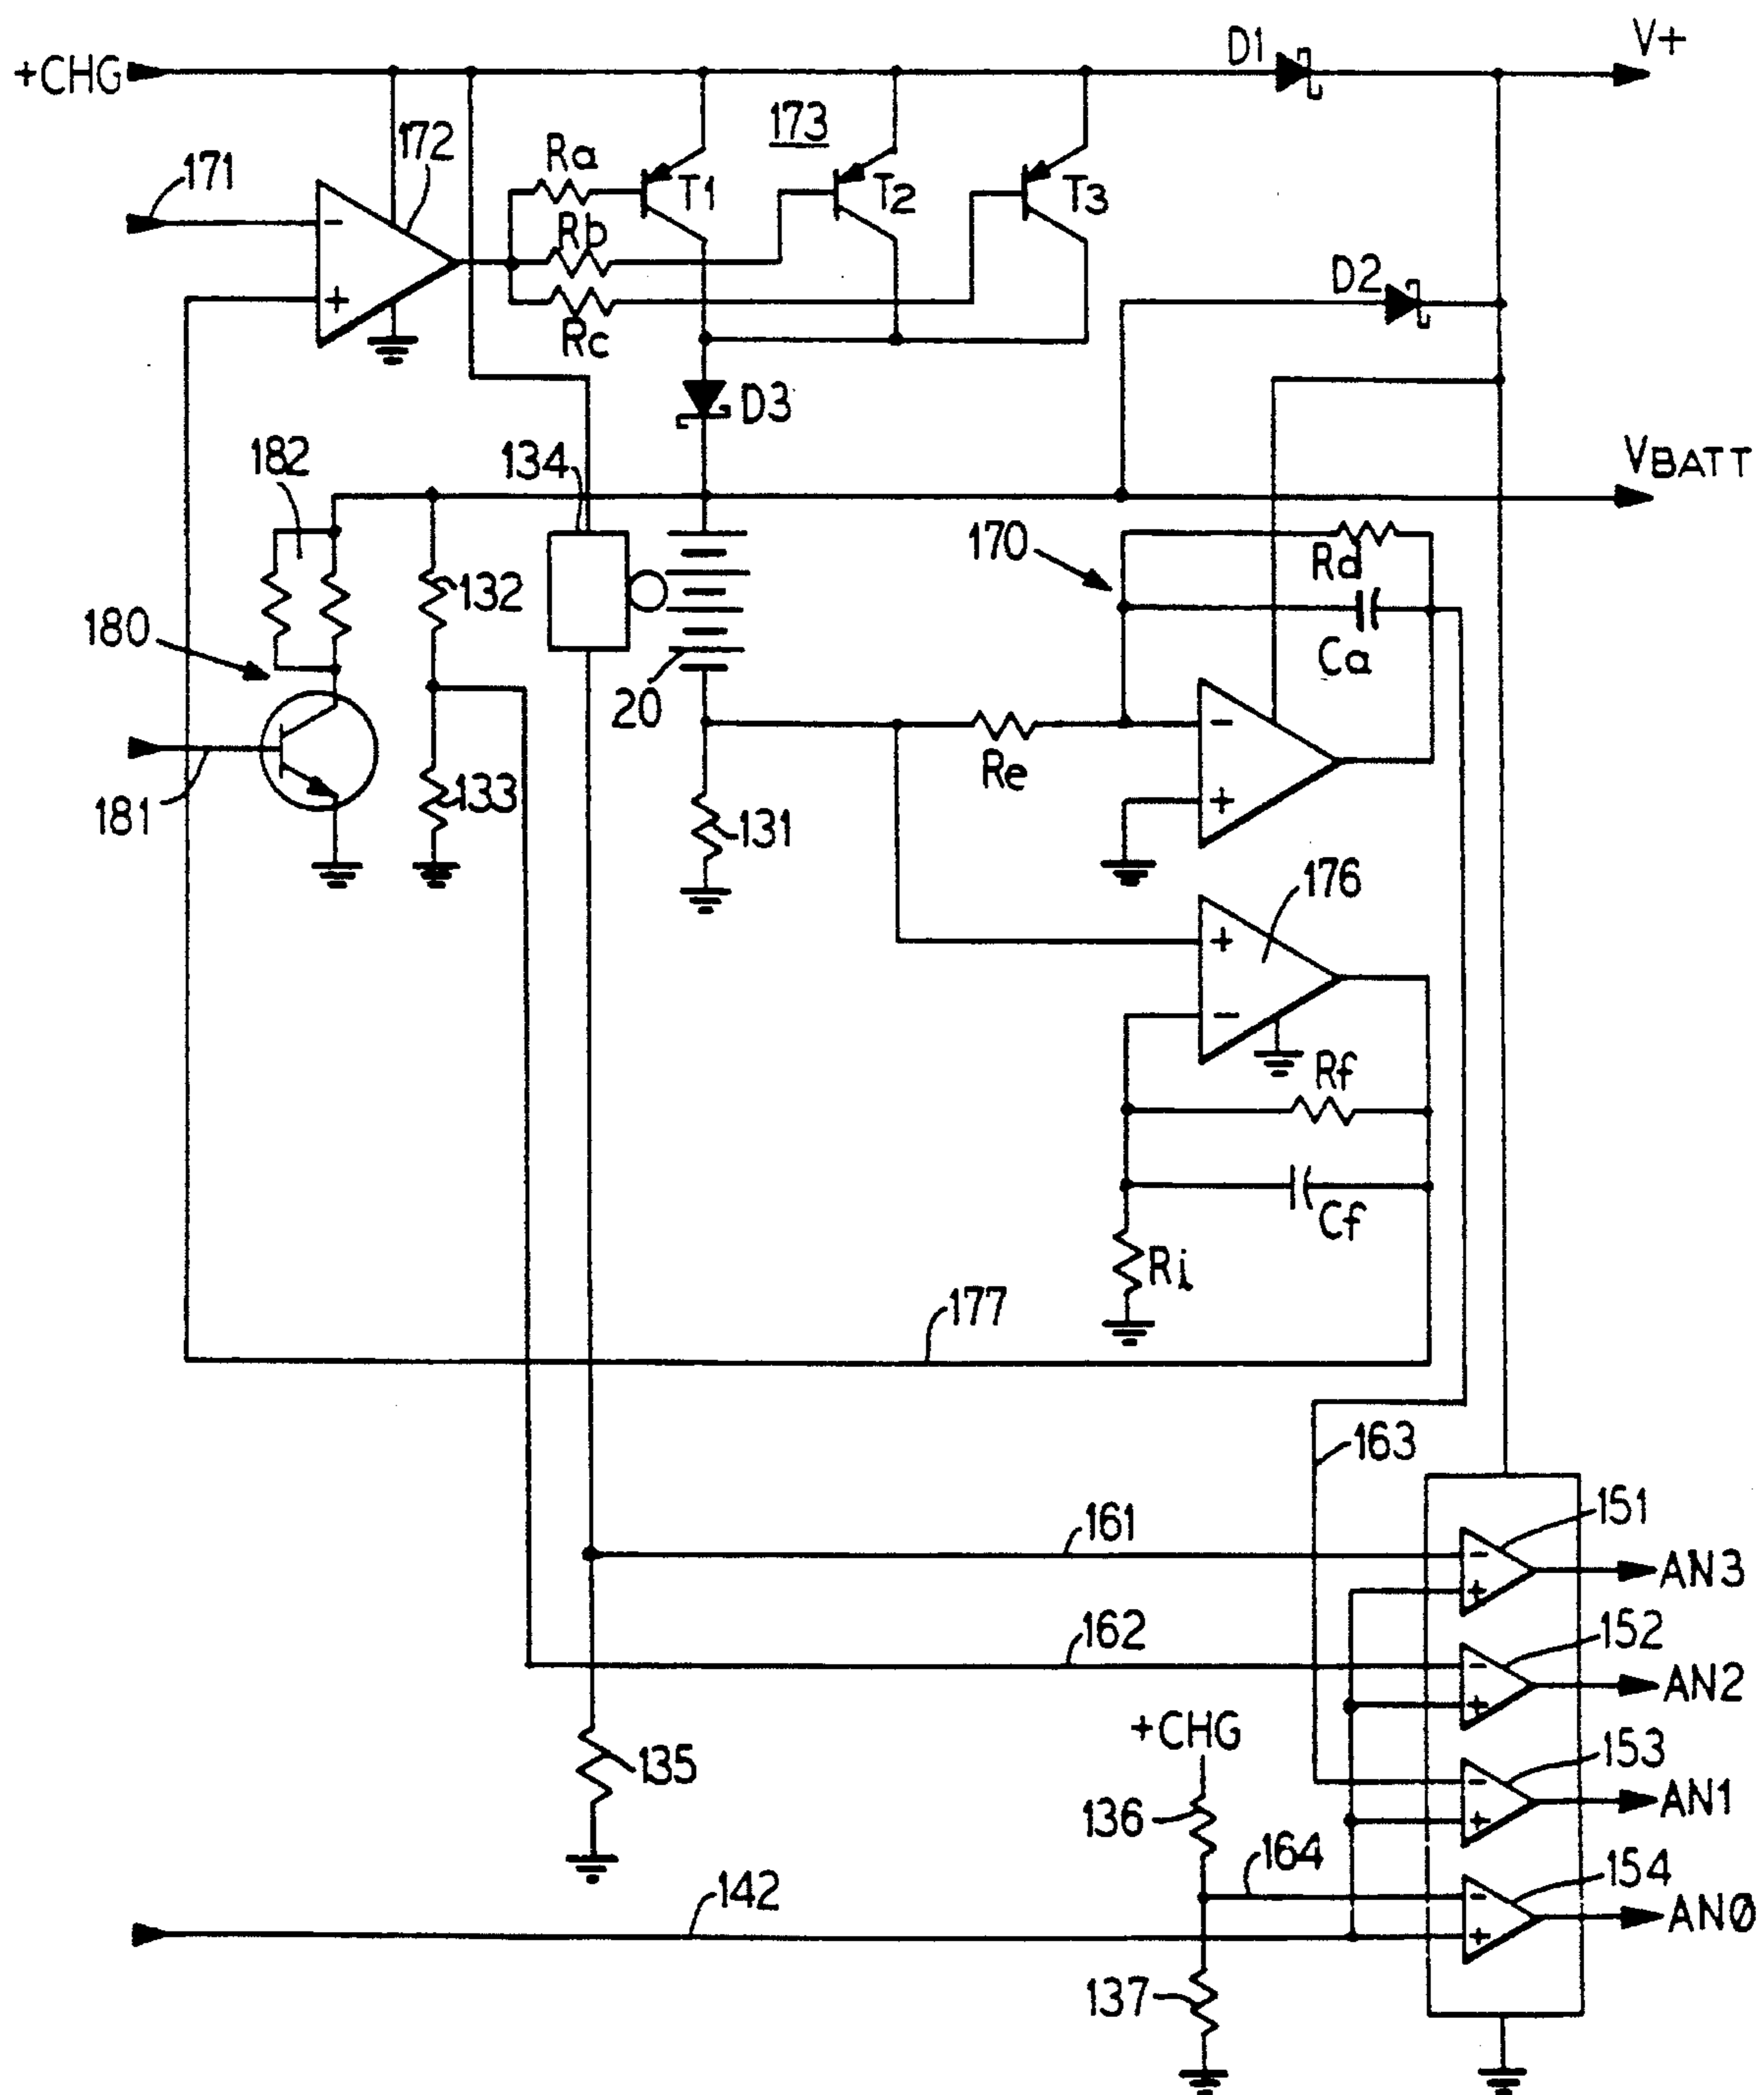 D1
V+
+CHG
173
172
Ra
171
T1
T2
T3
Rb
D2
Rc
D3
182
134
VBATT
170
Rd
132
180
Ca
20
Re
181
133
131
176
Rf
Cf
Ri
177
163
151
161
AN3
152
162
AN2
+CHG
153
135
136
AN1
164
154
142
AN0
137
-
+
-
+
+
-
-
+
-
+
-
+
-
+